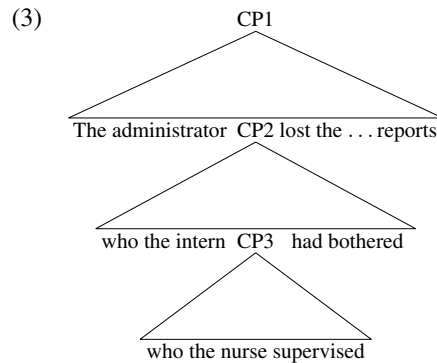 (3) CP1
The administrator CP2 lost the ... reports
who the intern CP3 had bothered
who the nurse supervised